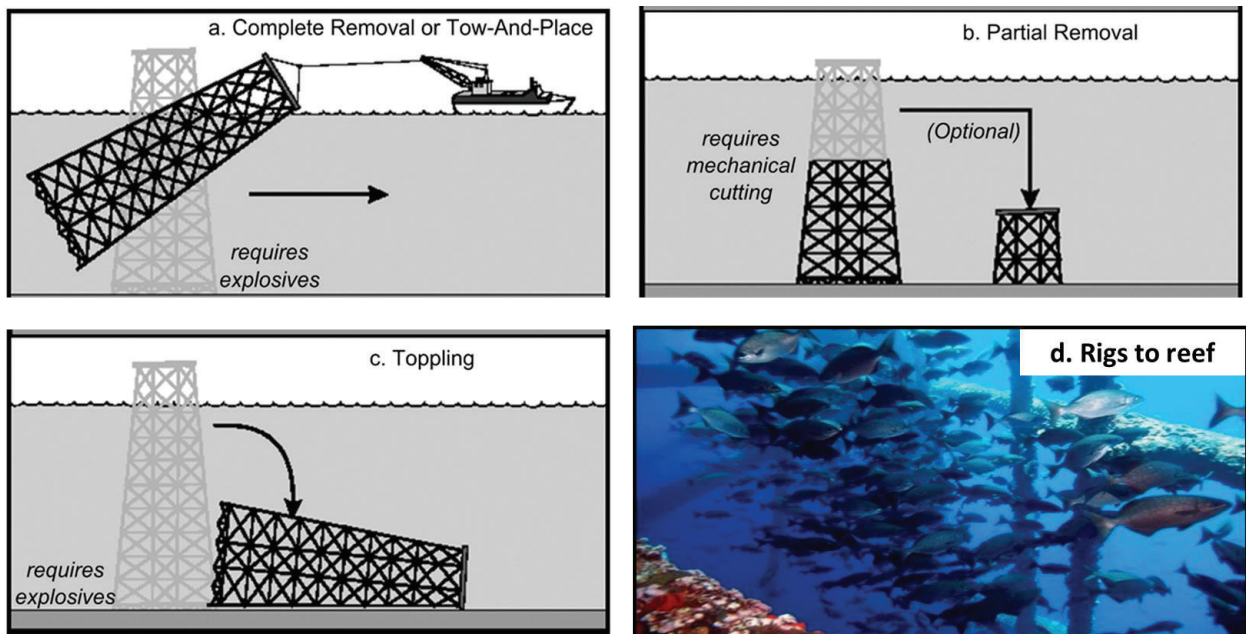 a. Complete Removal or Tow-And-Place
requires
explosives
b. Partial Removal
requires
mechanical
cutting
(Optional)
c. Toppling
requires
explosives
d. Rigs to reef